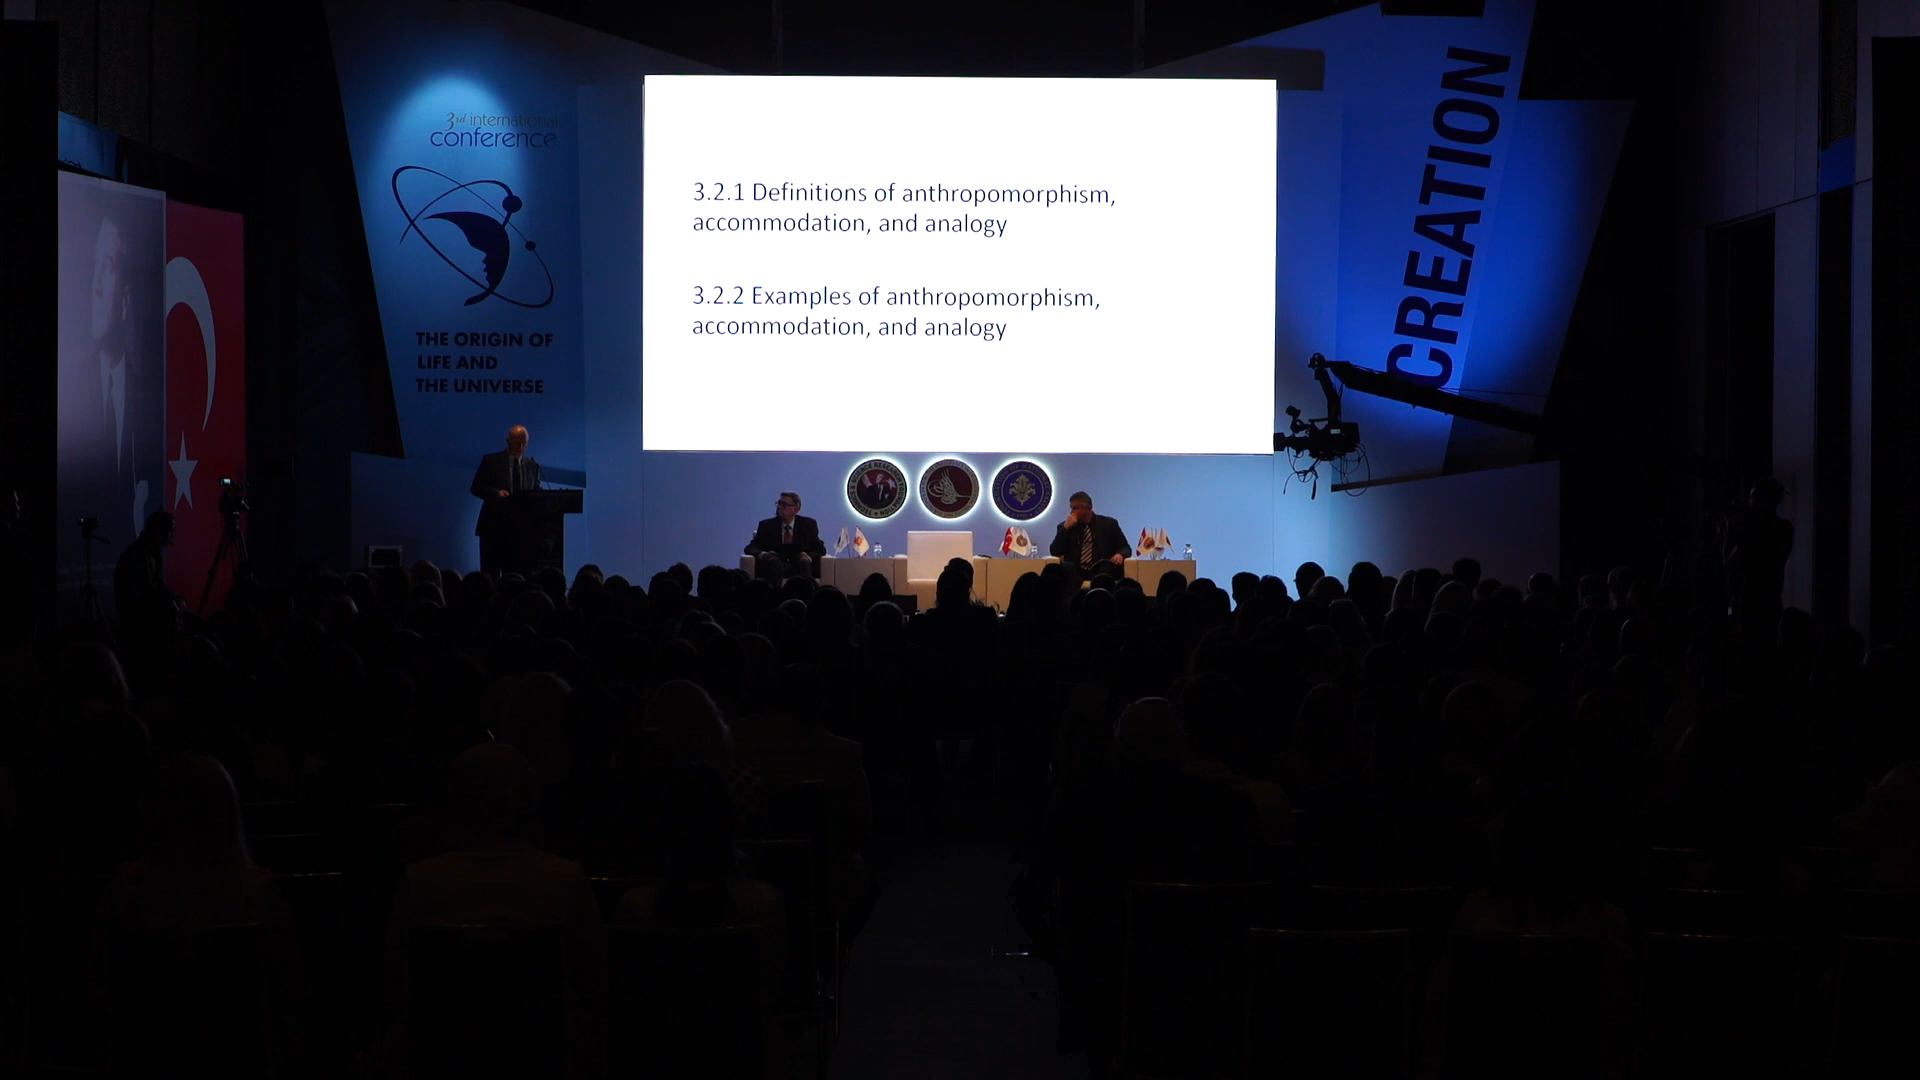 3rd international
conference
THE ORIGIN OF
LIFE AND
THE UNIVERSE
3.2.1 Definitions of anthropomorphism,
accommodation, and analogy
3.2.2 Examples of anthropomorphism,
accommodation, and analogy
CREATION